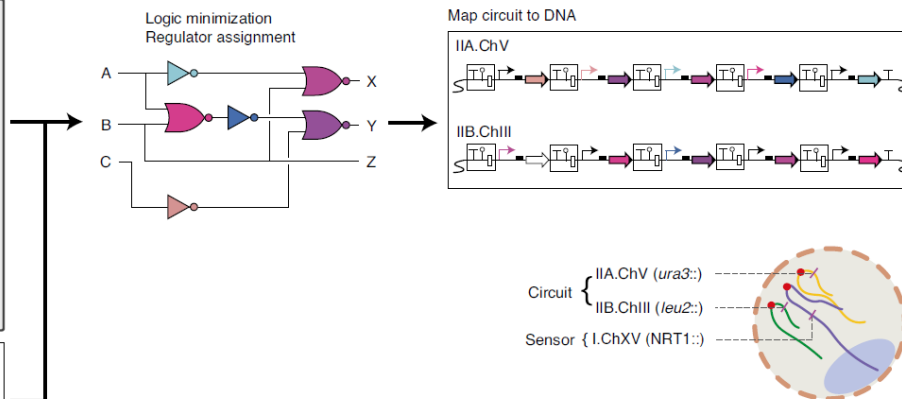 Logic minimization
Regulator assignment
A
B
C
X
Y
Z
Map circuit to DNA
IIA.ChV
IIB.ChIII
Circuit { IIA.ChV (ura3::)
IIB.ChIII (leu2::)
Sensor { I.ChXV (NRT1::)